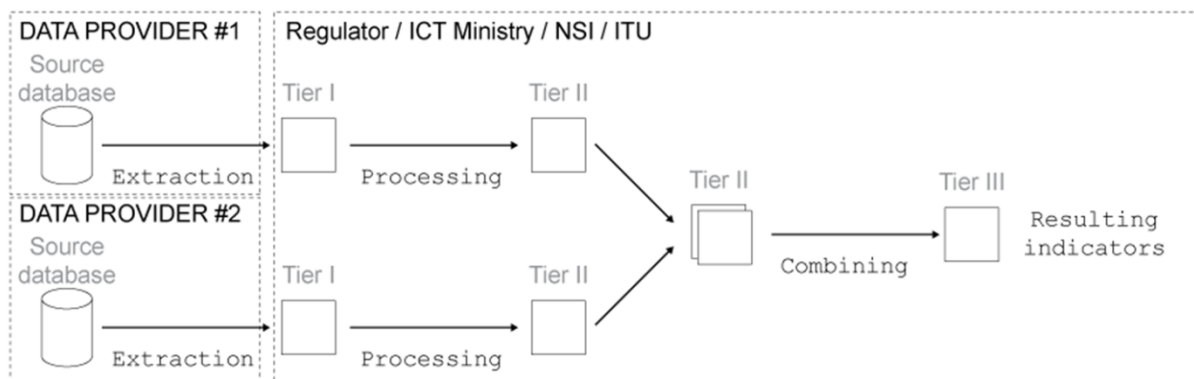 DATA PROVIDER #1
Source
database
Extraction
Regulator / ICT Ministry / NSI / ITU
Tier I
Processing
Tier II
DATA PROVIDER #2
Source
database
Extraction
Tier I
Processing
Tier II
Tier II
Combining
Tier III
Resulting
indicators